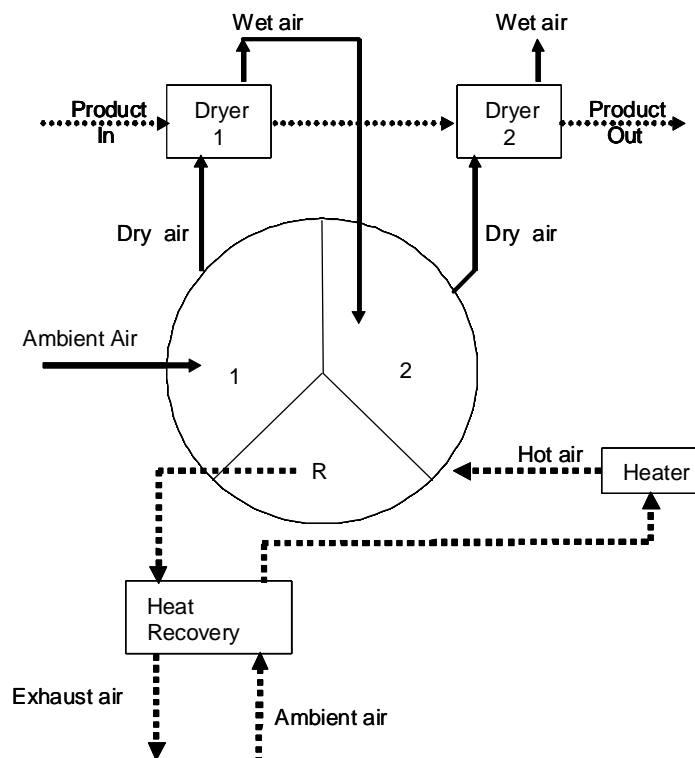 Wet air
Wet air
Product
In
Dryer
1
Dryer
2
Product
Out
Dry air
Dry air
Ambient Air
1
2
R
Hot air
Heater
Heat
Recovery
Exhaust air
Ambient air